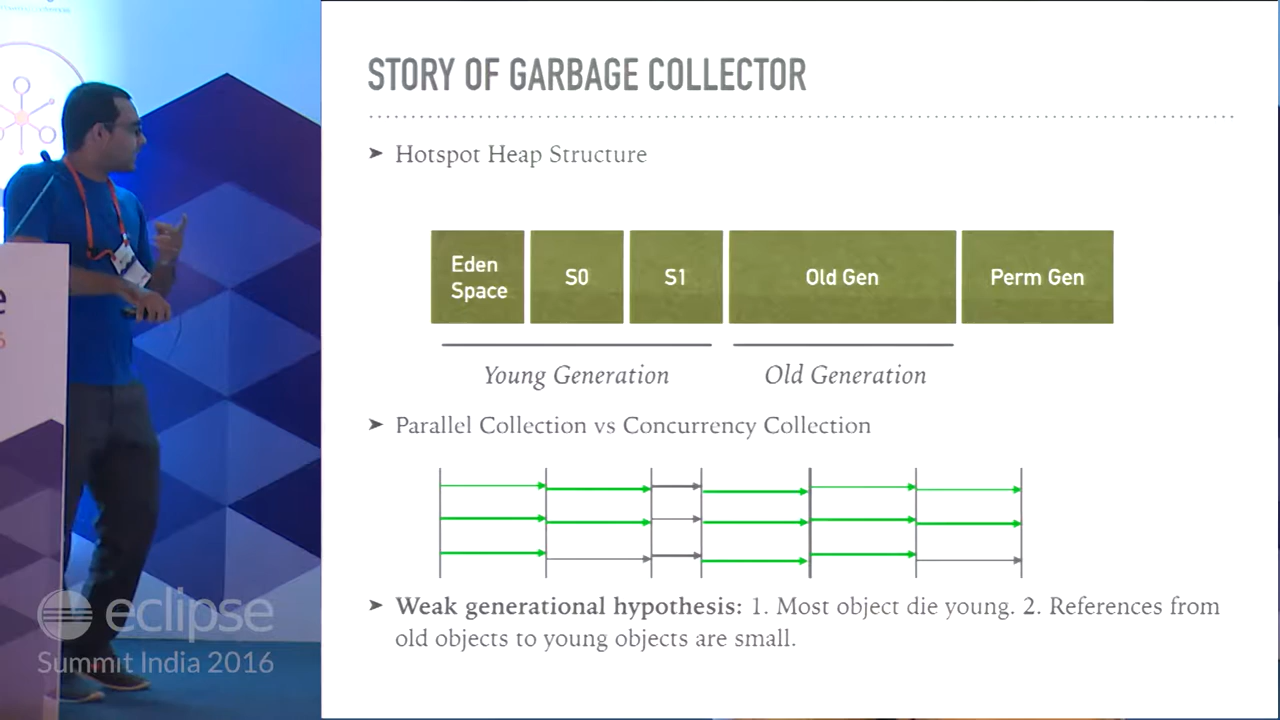 STORY OF GARBAGE COLLECTOR
➤ Hotspot Heap Structure
Eden
Space
S0
S1
Old Gen
Perm Gen
Young Generation
Old Generation
➤ Parallel Collection vs Concurrency Collection
➤ Weak generational hypothesis: 1. Most object die young. 2. References from
old objects to young objects are small.
eclipse
Summit India 2016